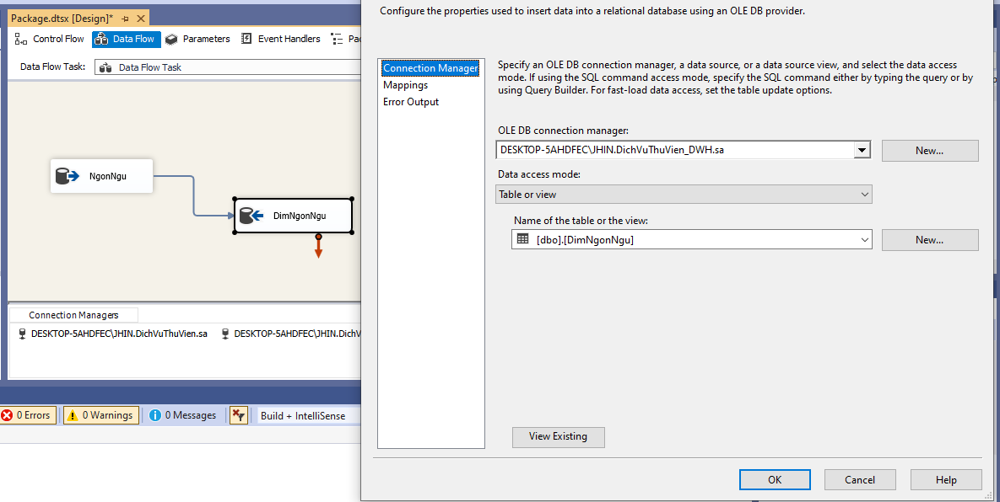 Package.dtsx [Design]*
Control Flow
Data Flow
Parameters
Event Handlers
Pac
Data Flow Task:
Data Flow Task
NgonNgu
DimNgonNgu
Connection Managers
DESKTOP-5AHDFEC\JHIN.DichVuThuVien.sa
DESKTOP-5AHDFEC\JHIN.DichV
0 Errors
0 Warnings
0 Messages
Build + IntelliSense
Configure the properties used to insert data into a relational database using an OLE DB provider.
Connection Manager
Mappings
Error Output
Specify an OLE DB connection manager, a data source, or a data source view, and select the data access
mode. If using the SQL command access mode, specify the SQL command either by typing the query or by
using Query Builder. For fast-load data access, set the table update options.
OLE DB connection manager:
DESKTOP-5AHDFEC\JHIN.DichVuThuVien_DWH.sa
New...
Data access mode:
Table or view
Name of the table or the view:
[dbo].[DimNgonNgu]
New...
View Existing
OK
Cancel
Help